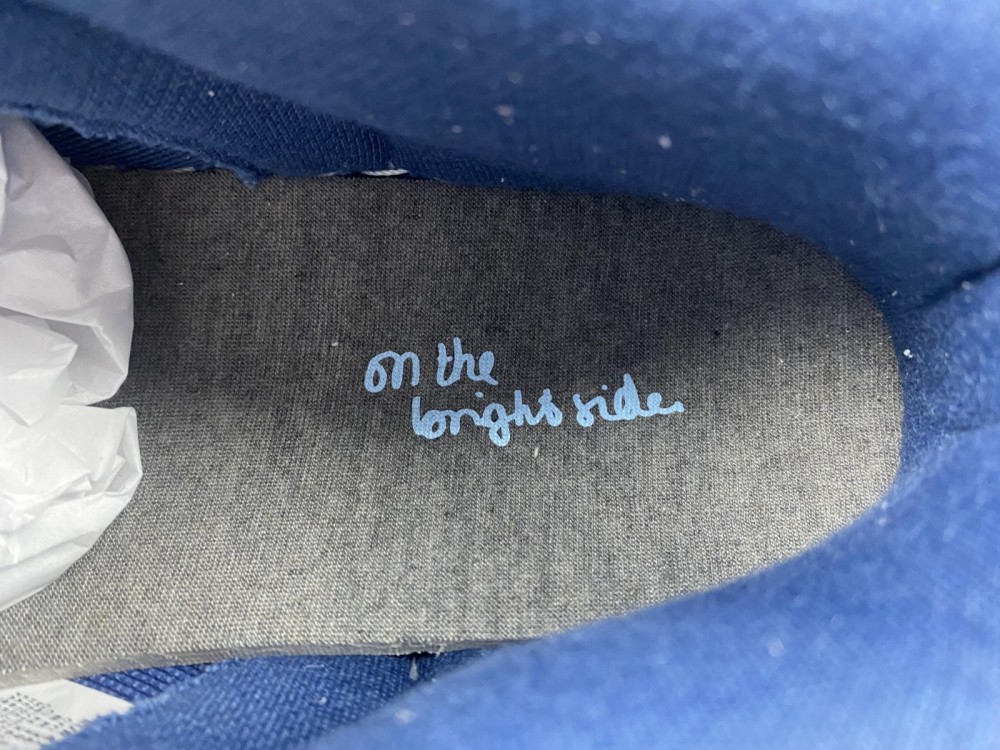 on the
bright side.